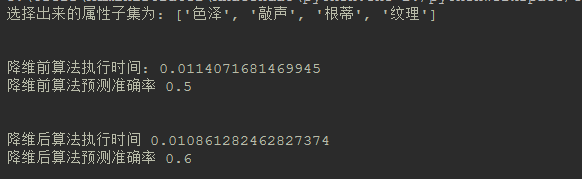 选择出来的属性子集为: ['色泽', '敲声', '根蒂', '纹理']
降维前算法执行时间: 0.0114071681469945
降维前算法预测准确率 0.5
降维后算法执行时间 0.010861282462827374
降维后算法预测准确率 0.6